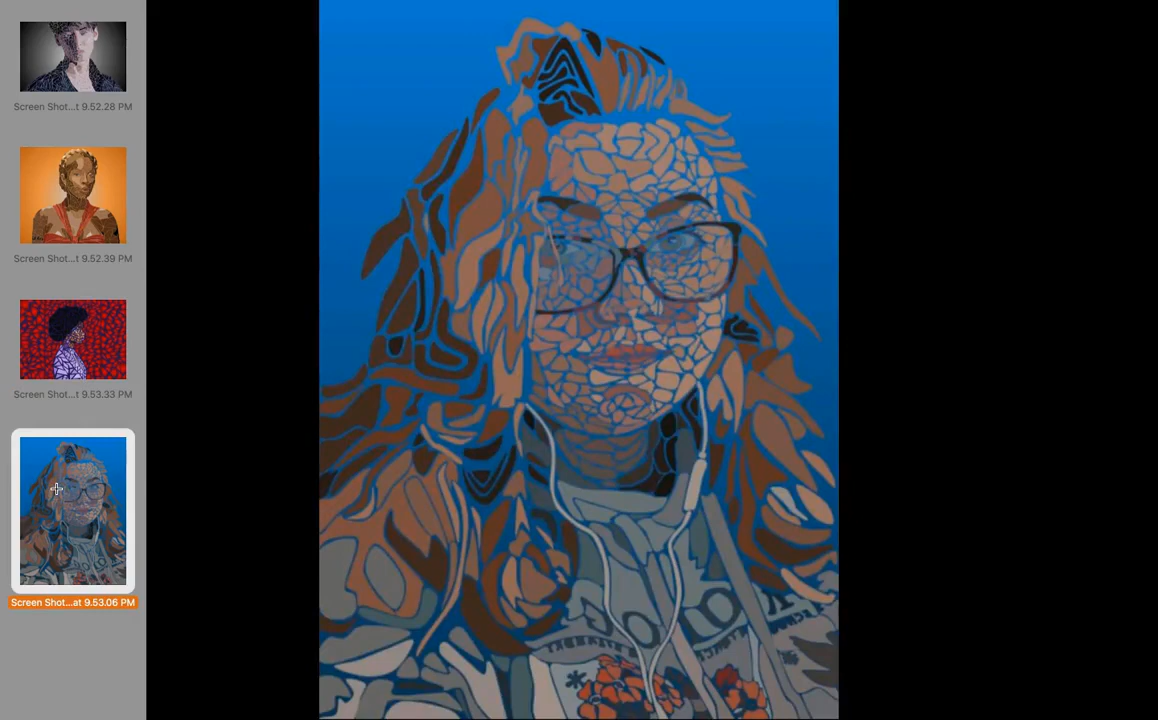 Screen Shot...t 9.52.28 PM
Screen Shot...t 9.52.39 PM
Screen Shot...t 9.53.33 PM
Screen Shot...at 9.53.06 PM